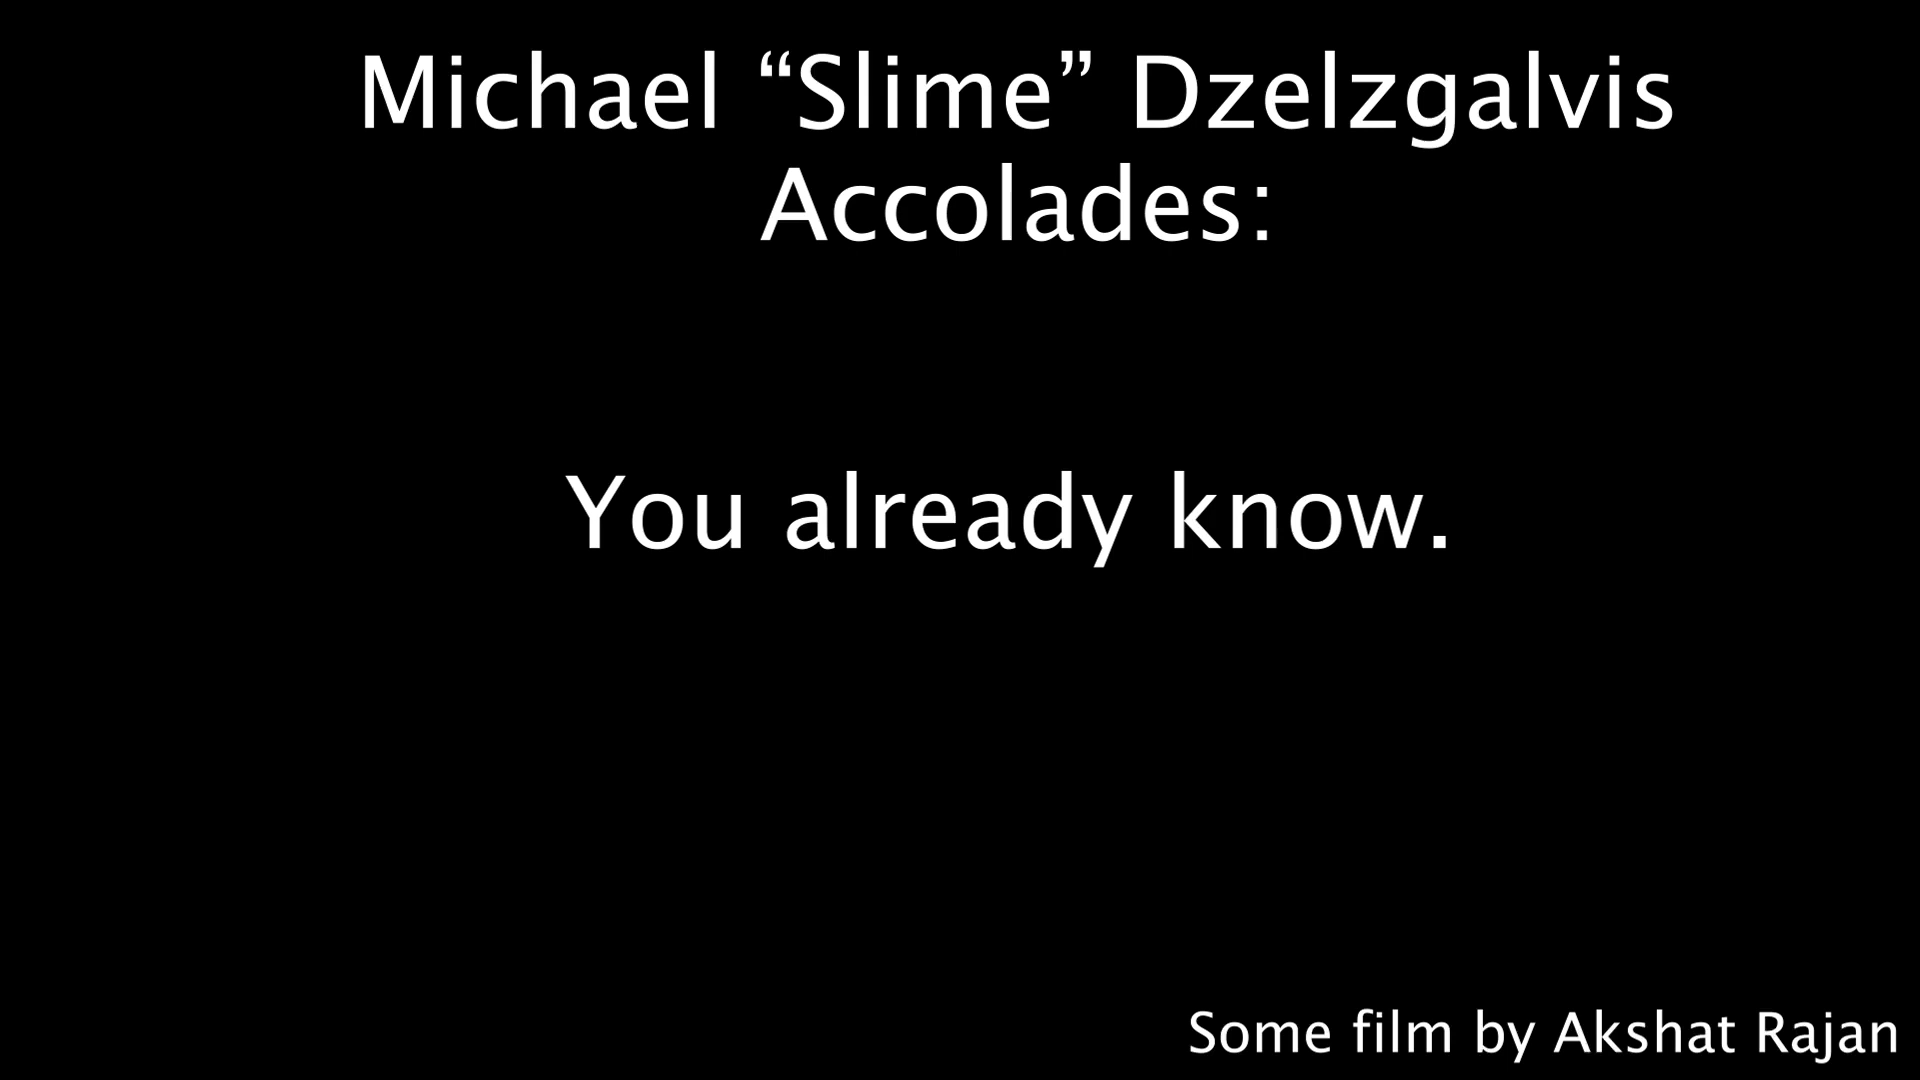 Michael “Slime” Dzelzgalvis
Accolades:
You already know.
Some film by Akshat Rajan